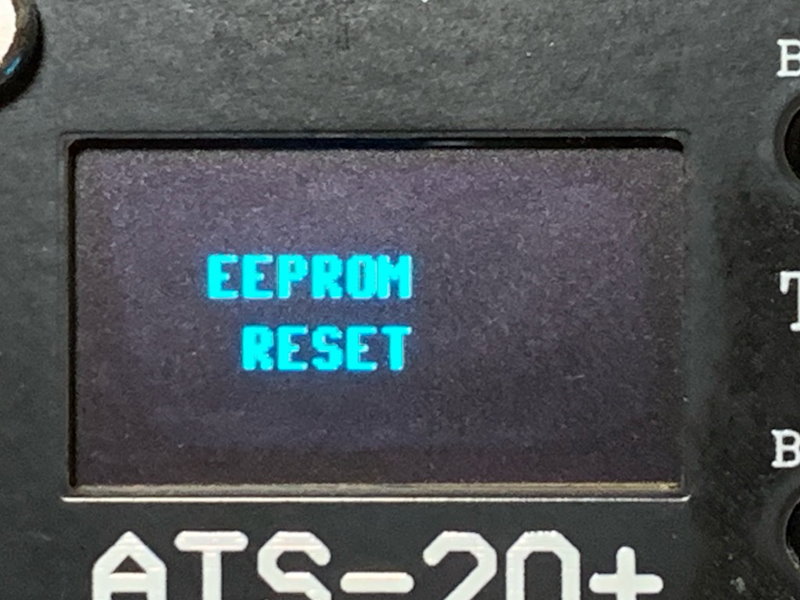 B
EEPROM
RESET
B
ATS-20+